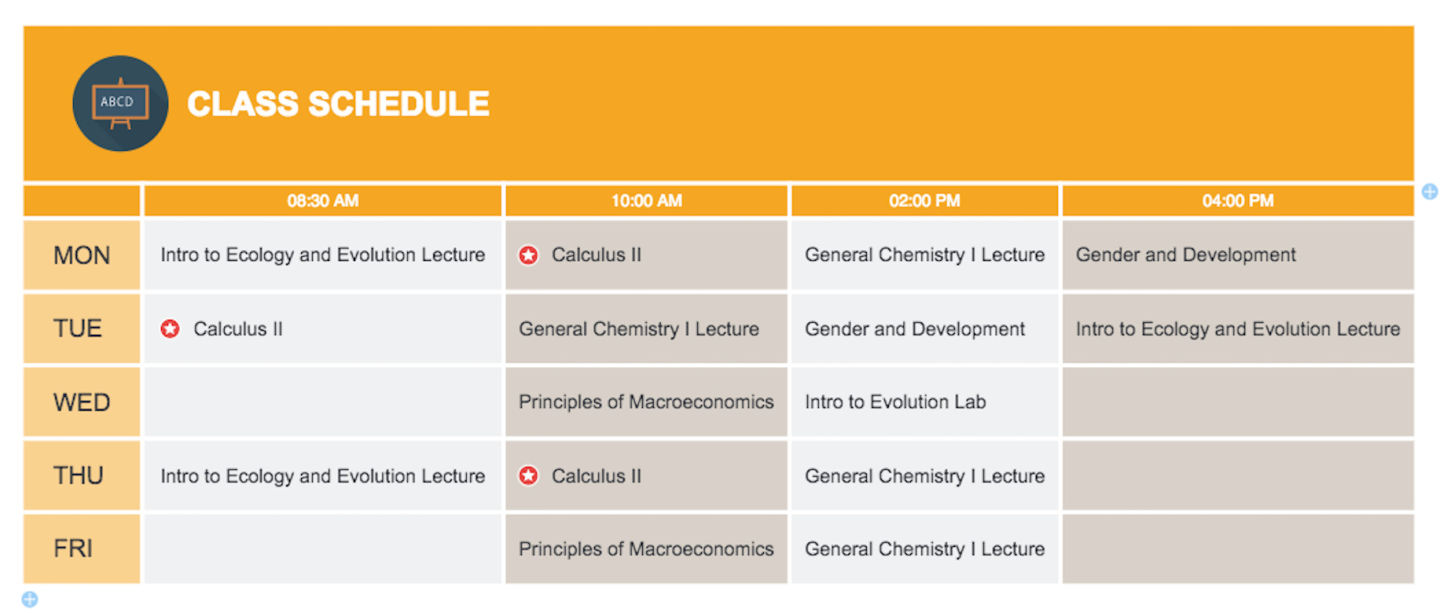 ABCD
CLASS SCHEDULE
08:30 AM 10:00 AM 02:00 PM 04:00 PM
MON Intro to Ecology and Evolution Lecture Calculus II General Chemistry I Lecture Gender and Development
TUE Calculus II General Chemistry I Lecture Gender and Development Intro to Ecology and Evolution Lecture
WED Principles of Macroeconomics Intro to Evolution Lab
THU Intro to Ecology and Evolution Lecture Calculus II General Chemistry I Lecture
FRI Principles of Macroeconomics General Chemistry I Lecture